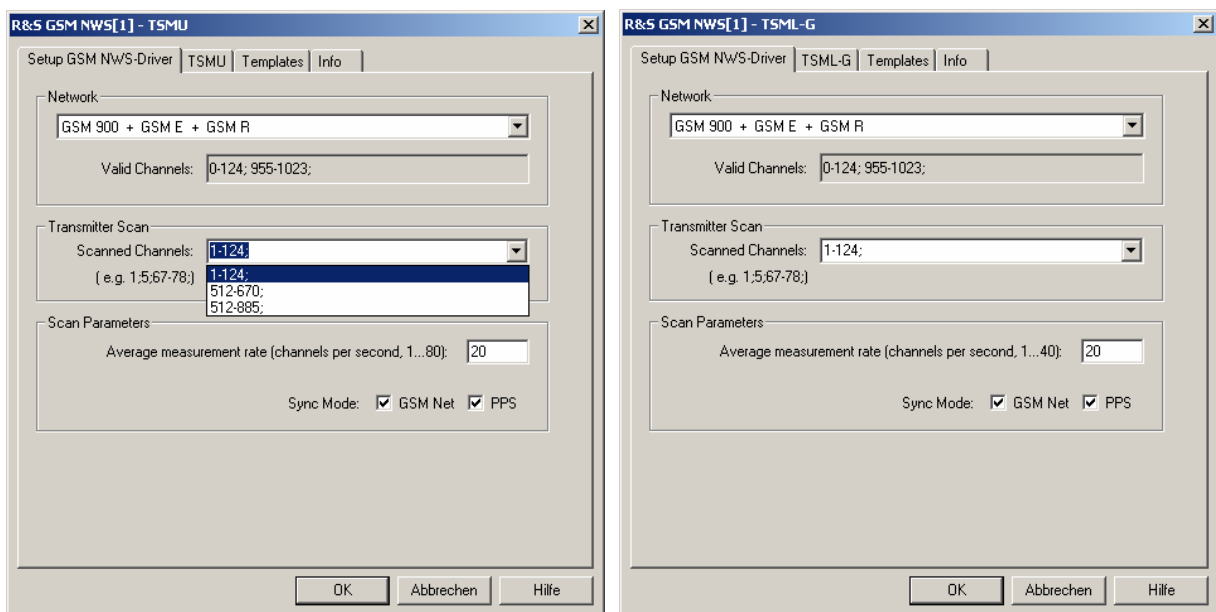 R&S GSM NWS[1] - TSMU
Setup GSM NWS-Driver TSMU Templates Info
Network
GSM 900 + GSM E + GSM R
Valid Channels: 0-124; 955-1023;
Transmitter Scan
Scanned Channels: 1-124;
( e.g. 1;5;67-78;) 1-124;
512-670;
512-885;
Scan Parameters
Average measurement rate (channels per second, 1...80): 20
Sync Mode: GSM Net PPS
OK Abbrechen Hilfe
R&S GSM NWS[1] - TSML-G
Setup GSM NWS-Driver TSML-G Templates Info
Network
GSM 900 + GSM E + GSM R
Valid Channels: 0-124; 955-1023;
Transmitter Scan
Scanned Channels: 1-124;
( e.g. 1;5;67-78;)
Scan Parameters
Average measurement rate (channels per second, 1...40): 20
Sync Mode: GSM Net PPS
OK Abbrechen Hilfe